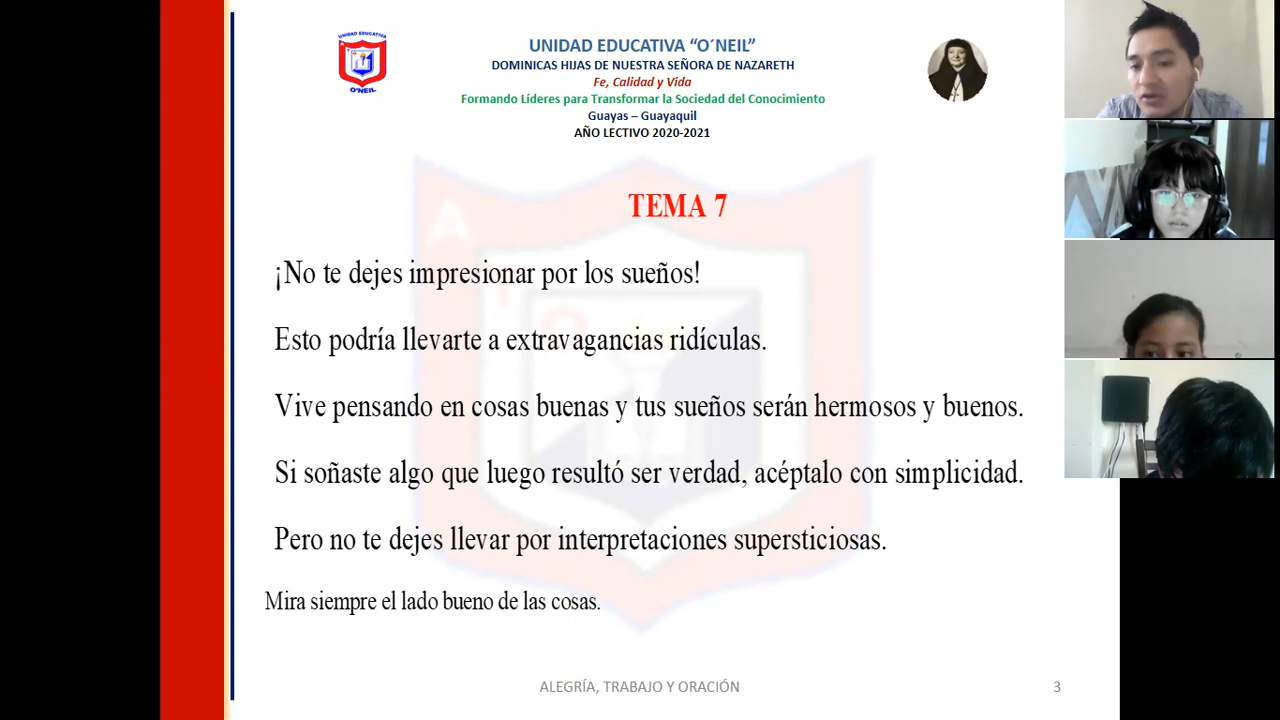 UNIDAD EDUCATIVA
O'NEIL
UNIDAD EDUCATIVA “O´NEIL”
DOMINICAS HIJAS DE NUESTRA SEÑORA DE NAZARETH
Fe, Calidad y Vida
Formando Líderes para Transformar la Sociedad del Conocimiento
Guayas – Guayaquil
AÑO LECTIVO 2020-2021
TEMA 7
¡No te dejes impresionar por los sueños!
Esto podría llevarte a extravagancias ridículas.
Vive pensando en cosas buenas y tus sueños serán hermosos y buenos.
Si soñaste algo que luego resultó ser verdad, acéptalo con simplicidad.
Pero no te dejes llevar por interpretaciones supersticiosas.
Mira siempre el lado bueno de las cosas.
ALEGRÍA, TRABAJO Y ORACIÓN
3